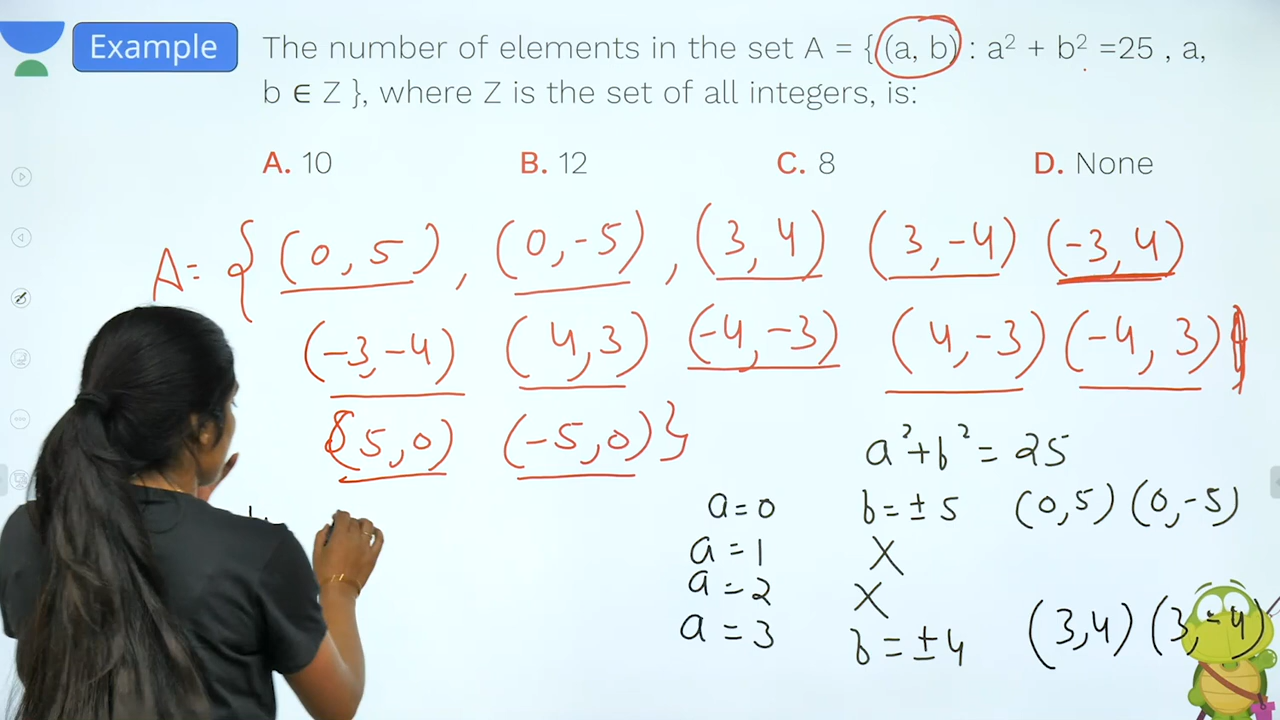 Example
The number of elements in the set A = { (a, b) : a² + b² =25 , a,
b ∈ Z }, where Z is the set of all integers, is:
A. 10 B. 12 C. 8 D. None
A = { (0, 5) , (0, -5) , (3, 4) (3, -4) (-3, 4)
(-3, -4) (4, 3) (-4, -3) (4, -3) (-4, 3)
(5, 0) (-5, 0) }
a² + b² = 25
a = 0 b = ± 5 (0, 5) (0, -5)
a = 1 X
a = 2 X
a = 3 b = ± 4 (3, 4) (3, -4)